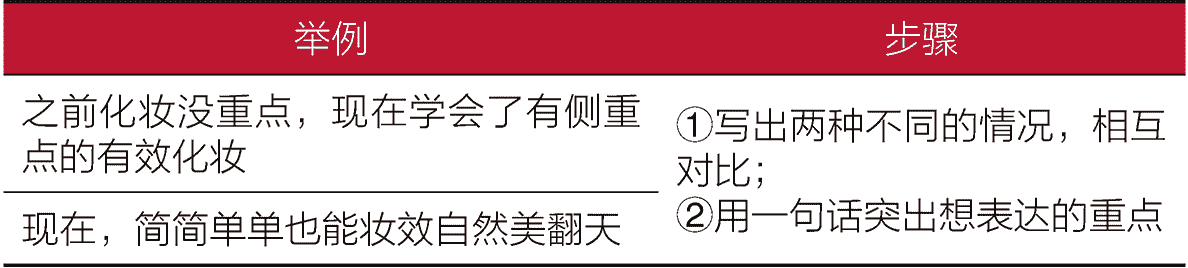 举例
步骤
之前化妆没重点，现在学会了有侧重
点的有效化妆
现在，简简单单也能妆效自然美翻天
①写出两种不同的情况，相互
对比；
②用一句话突出想表达的重点